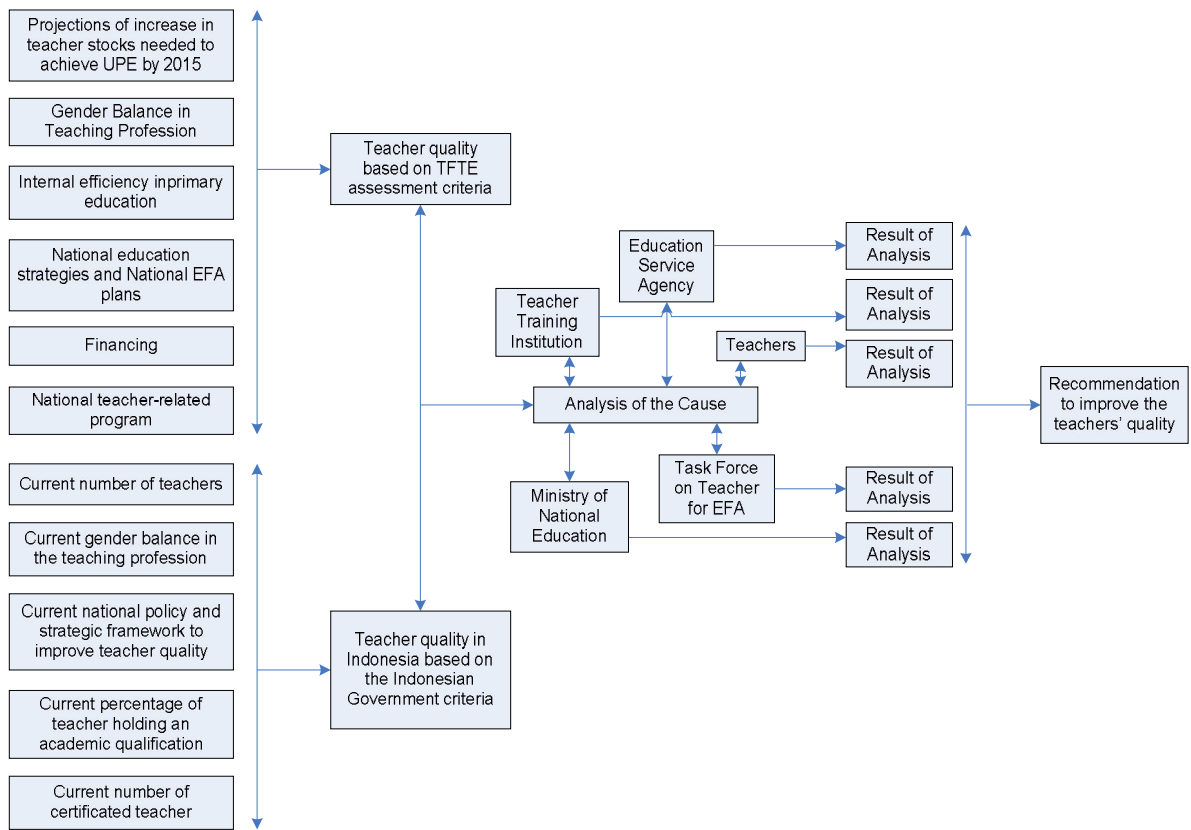 Projections of increase in
teacher stocks needed to
achieve UPE by 2015
Gender Balance in
Teaching Profession
Internal efficiency inprimary
education
National education
strategies and National EFA
plans
Financing
National teacher-related
program
Current number of teachers
Current gender balance in
the teaching profession
Current national policy and
strategic framework to
improve teacher quality
Current percentage of
teacher holding an
academic qualification
Current number of
certificated teacher
Teacher quality
based on TFTE
assessment criteria
Teacher quality in
Indonesia based on
the Indonesian
Government criteria
Education
Service
Agency
Teacher
Training
Institution
Teachers
Analysis of the Cause
Ministry of
National
Education
Task Force
on Teacher
for EFA
Result of
Analysis
Result of
Analysis
Result of
Analysis
Result of
Analysis
Result of
Analysis
Recommendation
to improve the
teachers' quality